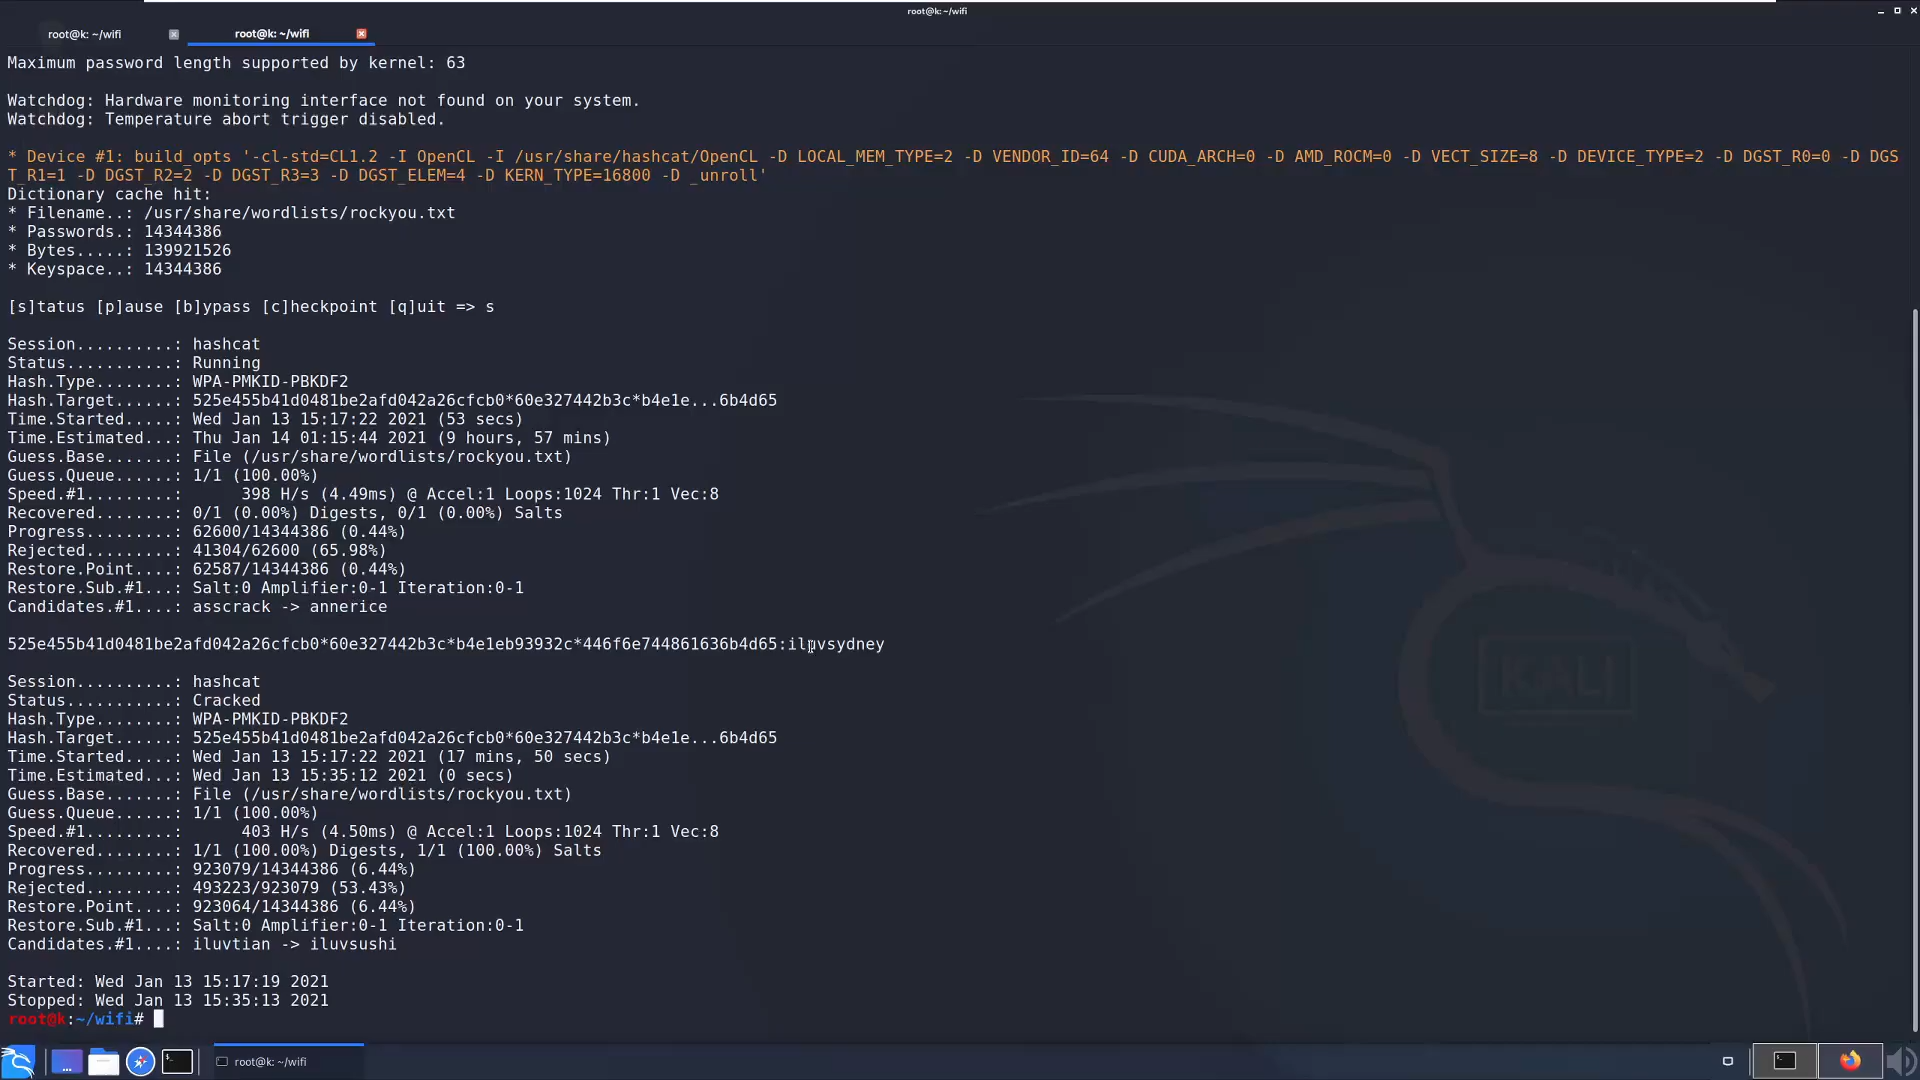 root@k: ~/wifi
root@k: ~/wifi
root@k: ~/wifi
Maximum password length supported by kernel: 63
Watchdog: Hardware monitoring interface not found on your system.
Watchdog: Temperature abort trigger disabled.
* Device #1: build_opts '-cl-std=CL1.2 -I OpenCL -I /usr/share/hashcat/OpenCL -D LOCAL_MEM_TYPE=2 -D VENDOR_ID=64 -D CUDA_ARCH=0 -D AMD_ROCM=0 -D VECT_SIZE=8 -D DEVICE_TYPE=2 -D DGST_R0=0 -D DGS
T_R1=1 -D DGST_R2=2 -D DGST_R3=3 -D DGST_ELEM=4 -D KERN_TYPE=16800 -D _unroll'
Dictionary cache hit:
* Filename..: /usr/share/wordlists/rockyou.txt
* Passwords.: 14344386
* Bytes.....: 139921526
* Keyspace..: 14344386
[s]tatus [p]ause [b]ypass [c]heckpoint [q]uit => s
Session..........: hashcat
Status...........: Running
Hash.Type........: WPA-PMKID-PBKDF2
Hash.Target......: 525e455b41d0481be2afd042a26cfcb0*60e327442b3c*b4e1e...6b4d65
Time.Started.....: Wed Jan 13 15:17:22 2021 (53 secs)
Time.Estimated...: Thu Jan 14 01:15:44 2021 (9 hours, 57 mins)
Guess.Base.......: File (/usr/share/wordlists/rockyou.txt)
Guess.Queue......: 1/1 (100.00%)
Speed.#1.........:      398 H/s (4.49ms) @ Accel:1 Loops:1024 Thr:1 Vec:8
Recovered........: 0/1 (0.00%) Digests, 0/1 (0.00%) Salts
Progress.........: 62600/14344386 (0.44%)
Rejected.........: 41304/62600 (65.98%)
Restore.Point....: 62587/14344386 (0.44%)
Restore.Sub.#1...: Salt:0 Amplifier:0-1 Iteration:0-1
Candidates.#1....: asscrack -> annerice
525e455b41d0481be2afd042a26cfcb0*60e327442b3c*b4e1eb93932c*446f6e744861636b4d65:iluvsydney
Session..........: hashcat
Status...........: Cracked
Hash.Type........: WPA-PMKID-PBKDF2
Hash.Target......: 525e455b41d0481be2afd042a26cfcb0*60e327442b3c*b4e1e...6b4d65
Time.Started.....: Wed Jan 13 15:17:22 2021 (17 mins, 50 secs)
Time.Estimated...: Wed Jan 13 15:35:12 2021 (0 secs)
Guess.Base.......: File (/usr/share/wordlists/rockyou.txt)
Guess.Queue......: 1/1 (100.00%)
Speed.#1.........:      403 H/s (4.50ms) @ Accel:1 Loops:1024 Thr:1 Vec:8
Recovered........: 1/1 (100.00%) Digests, 1/1 (100.00%) Salts
Progress.........: 923079/14344386 (6.44%)
Rejected.........: 493223/923079 (53.43%)
Restore.Point....: 923064/14344386 (6.44%)
Restore.Sub.#1...: Salt:0 Amplifier:0-1 Iteration:0-1
Candidates.#1....: iluvtian -> iluvsushi
KALI
Started: Wed Jan 13 15:17:19 2021
Stopped: Wed Jan 13 15:35:13 2021
root@k:~/wifi#
root@k: ~/wifi